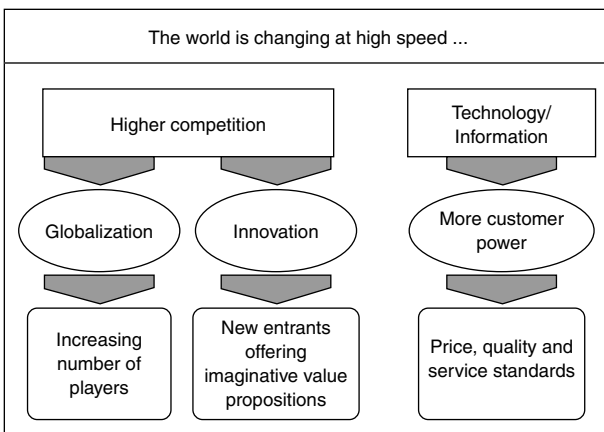 The world is changing at high speed ...
Higher competition
Technology/
Information
Globalization
Innovation
More customer
power
Increasing
number of
players
New entrants
offering
imaginative value
propositions
Price, quality and
service standards